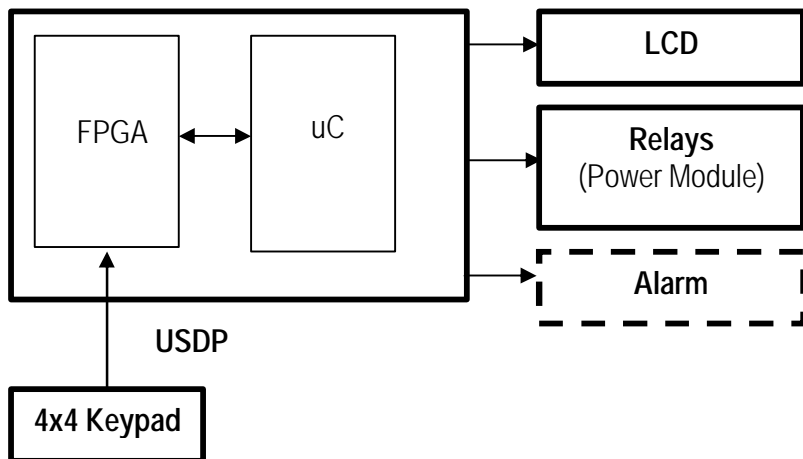 LCD
FPGA
uC
Relays
(Power Module)
Alarm
USDP
4x4 Keypad